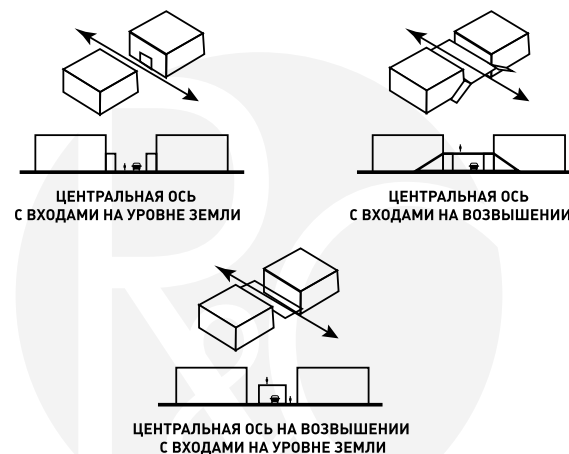 ЦЕНТРАЛЬНАЯ ОСЬ
С ВХОДАМИ НА УРОВНЕ ЗЕМЛИ
ЦЕНТРАЛЬНАЯ ОСЬ
С ВХОДАМИ НА ВОЗВЫШЕНИИ
ЦЕНТРАЛЬНАЯ ОСЬ НА ВОЗВЫШЕНИИ
С ВХОДАМИ НА УРОВНЕ ЗЕМЛИ